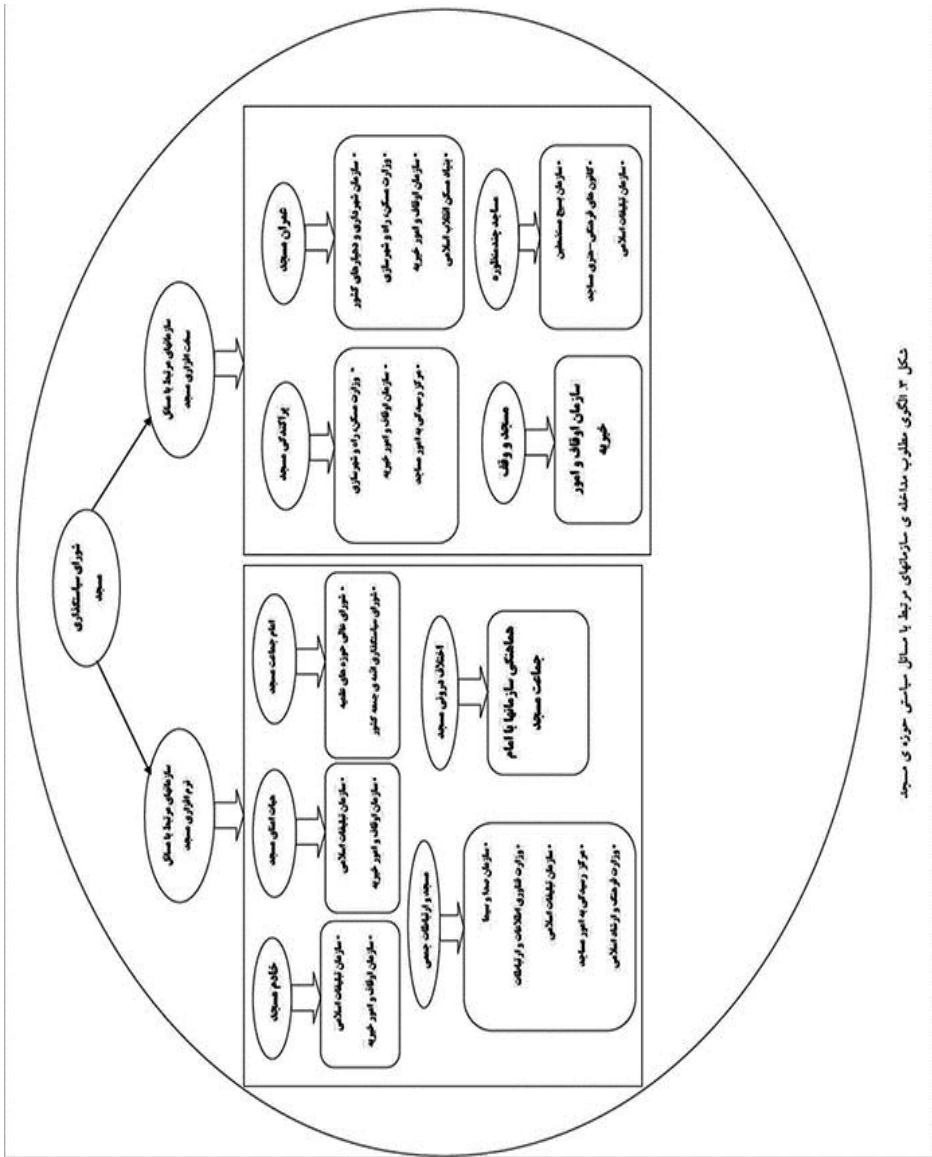 شورای سیاستگذاری
مسجد
سازمانهای مرتبط با مسائل
سخت افزاری مسجد
سازمانهای مرتبط با مسائل
نرم افزاری مسجد
عمران مسجد
• سازمان شهرداری و دهیارهای کشور
• وزارت مسکن، راه و شهرسازی
• سازمان اوقاف و امور خیریه
• بنیاد مسکن انقلاب اسلامی
پراکندگی مسجد
• وزارت مسکن، راه و شهرسازی
• سازمان اوقاف و امور خیریه
• مرکز رسیدگی به امور مساجد
مساجد چندمنظوره
• سازمان بسیج مستضعفین
• کانون های فرهنگی-هنری مساجد
• سازمان تبلیغات اسلامی
مسجد و وقف
سازمان اوقاف و امور
خیریه
امام جماعت مسجد
• شورای عالی حوزه های علمیه
• شورای سیاستگذاری ائمه ی جمعه کشور
هیات امنای مسجد
• سازمان تبلیغات اسلامی
• سازمان اوقاف و امور خیریه
خادم مسجد
• سازمان تبلیغات اسلامی
• سازمان اوقاف و امور خیریه
اختلاف درونی مسجد
هماهنگی سازمانها با امام
جماعت مسجد
مسجد و ارتباطات جمعی
• سازمان صدا و سیما
• وزارت فناوری اطلاعات و ارتباطات
• سازمان تبلیغات اسلامی
• مرکز رسیدگی به امور مساجد
• وزارت فرهنگ و ارشاد اسلامی
شکل ۳. الگوی مطلوب مداخله ی سازمانهای مرتبط با مسائل سیاستی حوزه ی مسجد